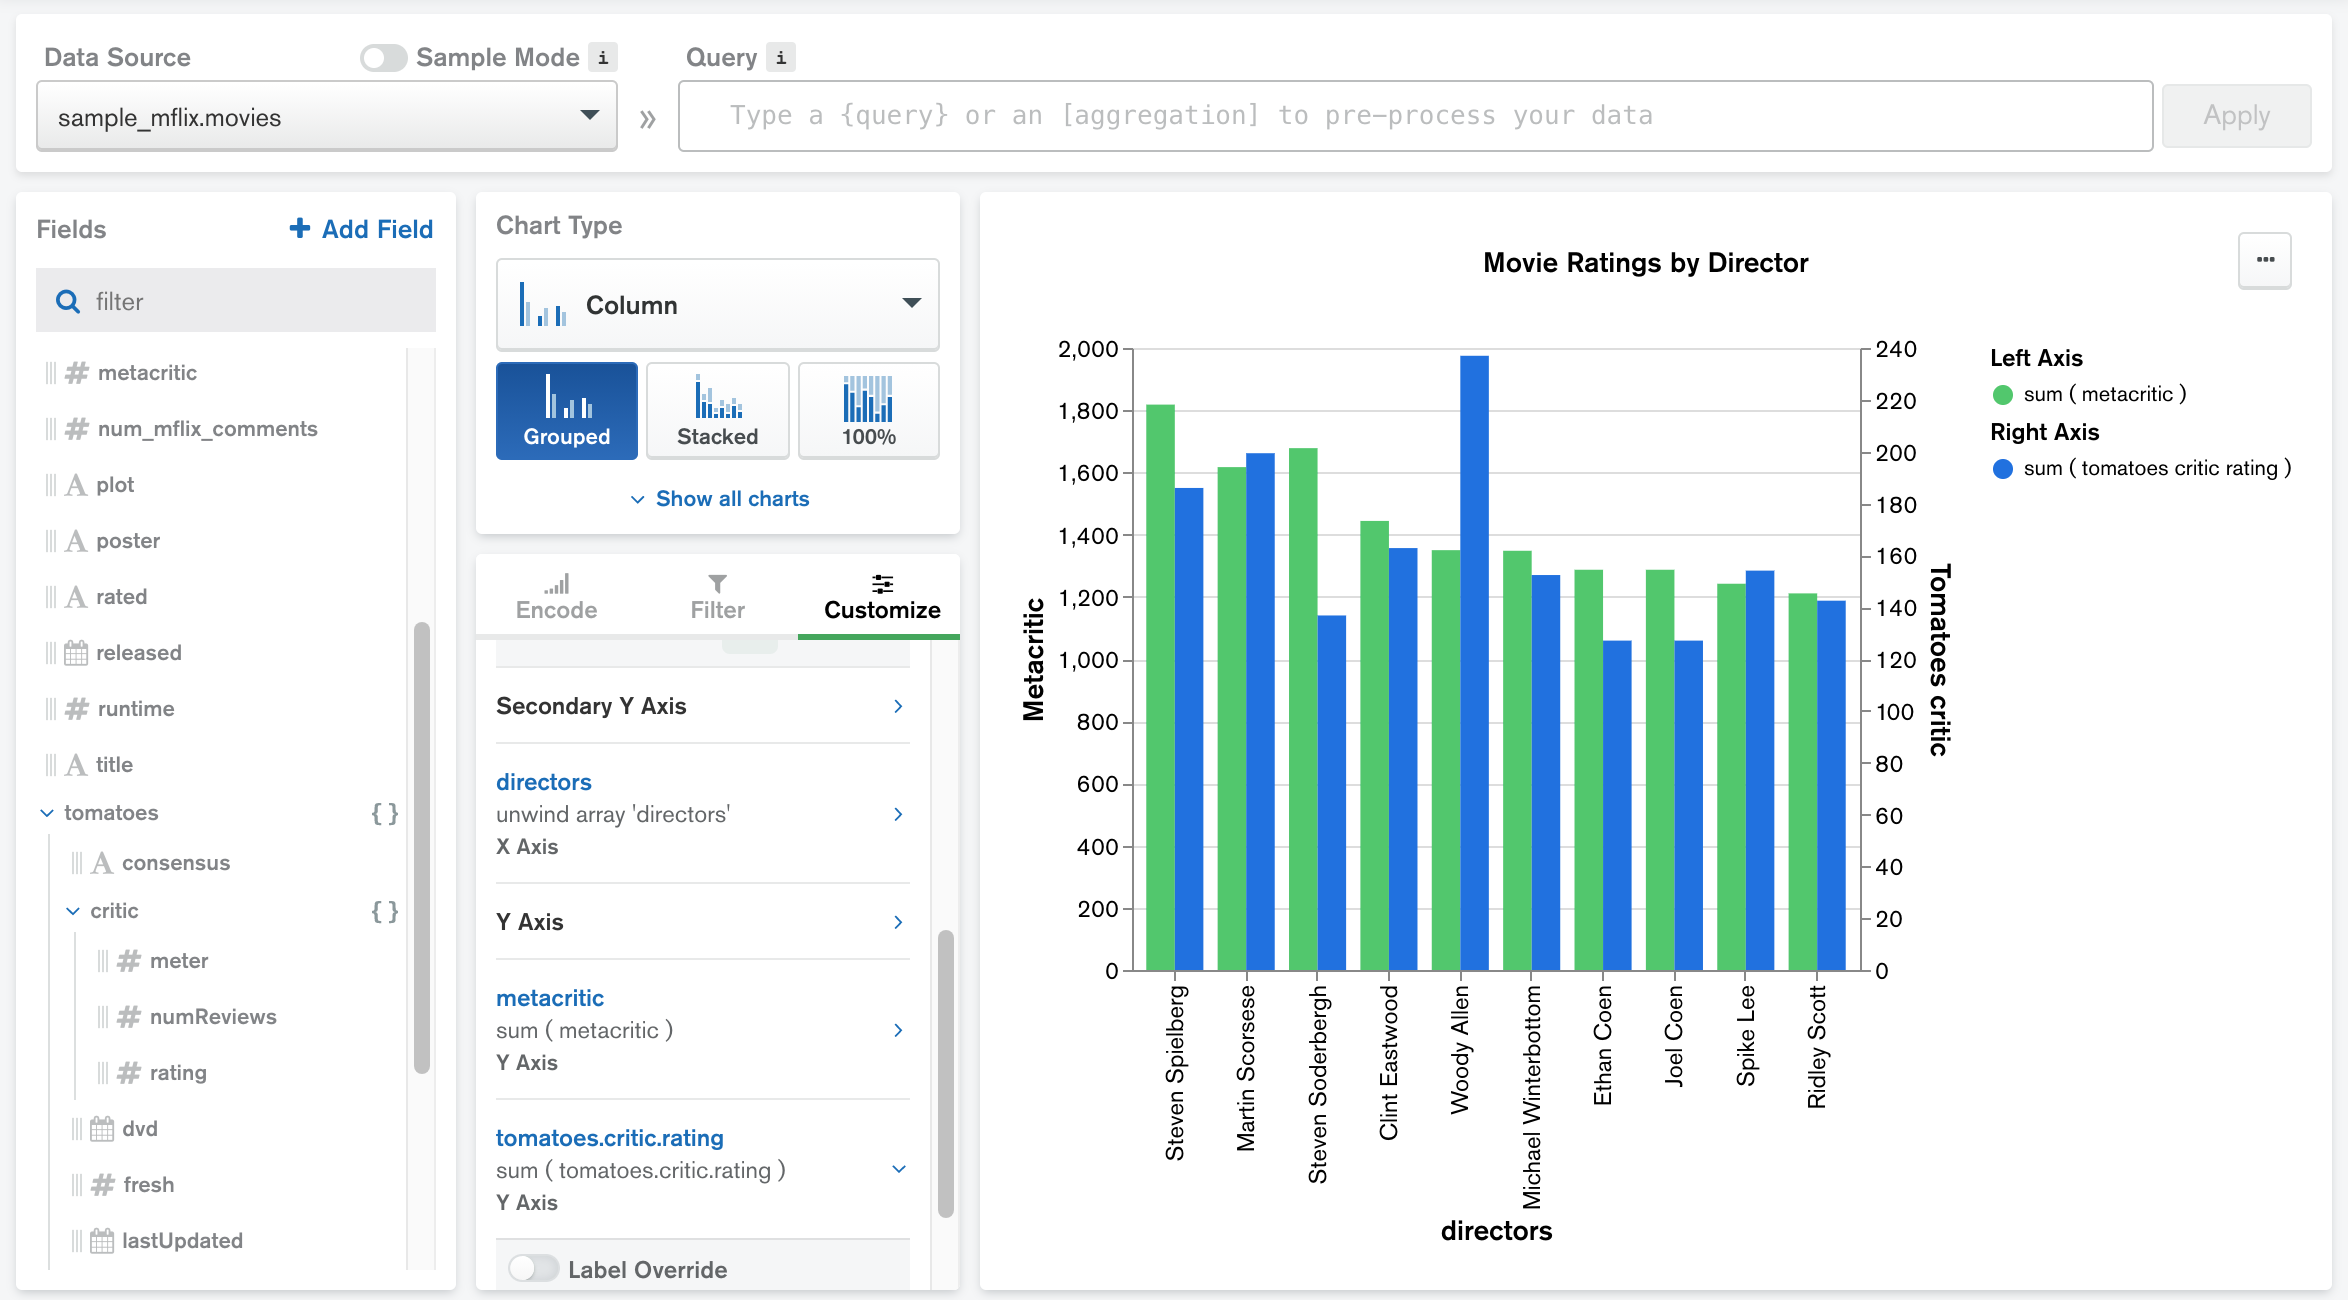 Data Source
Sample Mode i
Query i
sample_mflix.movies
»
Type a {query} or an [aggregation] to pre-process your data
Apply
Fields
+ Add Field
filter
# metacritic
# num_mflix_comments
A plot
A poster
A rated
released
# runtime
A title
tomatoes { }
A consensus
critic { }
# meter
# numReviews
# rating
dvd
# fresh
lastUpdated
Chart Type
Column
Grouped
Stacked
100%
Show all charts
Encode
Filter
Customize
Secondary Y Axis
directors
unwind array 'directors'
X Axis
Y Axis
metacritic
sum ( metacritic )
Y Axis
tomatoes.critic.rating
sum ( tomatoes.critic.rating )
Y Axis
Label Override
Movie Ratings by Director
...
2,000
1,800
1,600
1,400
1,200
1,000
800
600
400
200
0
Metacritic
240
220
200
180
160
140
120
100
80
60
40
20
0
Tomatoes critic
Steven Spielberg
Martin Scorsese
Steven Soderbergh
Clint Eastwood
Woody Allen
Michael Winterbottom
Ethan Coen
Joel Coen
Spike Lee
Ridley Scott
directors
Left Axis
sum ( metacritic )
Right Axis
sum ( tomatoes critic rating )